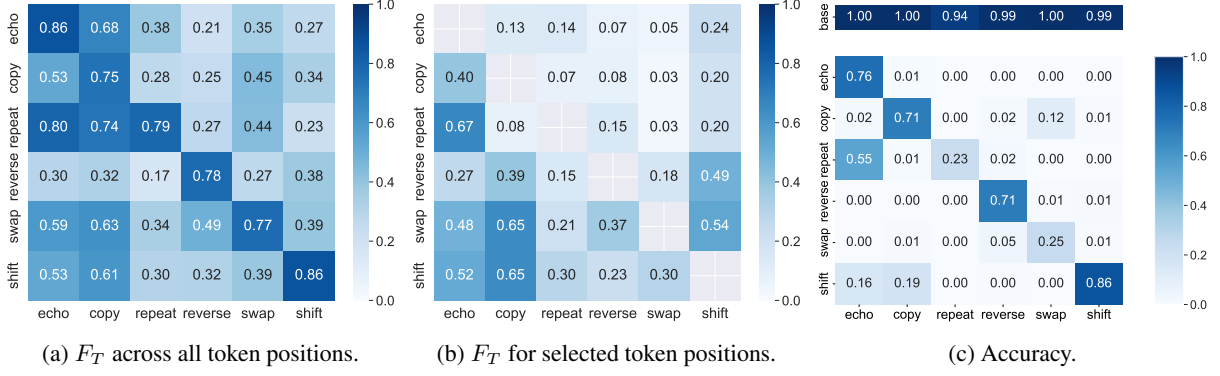 echo 0.86 0.68 0.38 0.21 0.35 0.27
copy 0.53 0.75 0.28 0.25 0.45 0.34
repeat 0.80 0.74 0.79 0.27 0.44 0.23
reverse 0.30 0.32 0.17 0.78 0.27 0.38
swap 0.59 0.63 0.34 0.49 0.77 0.39
shift 0.53 0.61 0.30 0.32 0.39 0.86
echo copy repeat reverse swap shift
1.0
0.8
0.6
0.4
0.2
0.0
(a) F_T across all token positions.
echo 0.13 0.14 0.07 0.05 0.24
copy 0.40 0.07 0.08 0.03 0.20
repeat 0.67 0.08 0.15 0.03 0.20
reverse 0.27 0.39 0.15 0.18 0.49
swap 0.48 0.65 0.21 0.37 0.54
shift 0.52 0.65 0.30 0.23 0.30
echo copy repeat reverse swap shift
1.0
0.8
0.6
0.4
0.2
0.0
(b) F_T for selected token positions.
base 1.00 1.00 0.94 0.99 1.00 0.99
echo 0.76 0.01 0.00 0.00 0.00 0.00
copy 0.02 0.71 0.00 0.02 0.12 0.01
repeat 0.55 0.01 0.23 0.02 0.00 0.00
reverse 0.00 0.00 0.00 0.71 0.01 0.01
swap 0.00 0.01 0.00 0.05 0.25 0.01
shift 0.16 0.19 0.00 0.00 0.00 0.86
echo copy repeat reverse swap shift
1.0
0.8
0.6
0.4
0.2
0.0
(c) Accuracy.